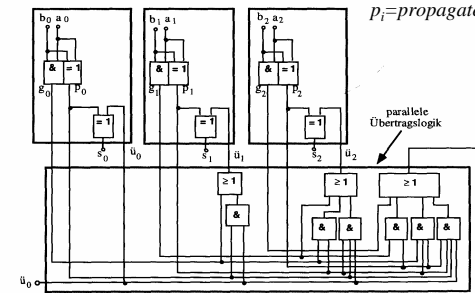 b0 a0 b1 a1 b2 a2 pi=propagate
& =1 & =1 & =1
g0 p0 g1 p1 g2 p2
=1 =1 =1
parallele
Übertragslogik
s0 ü0 s1 ü1 s2 ü2
≥1 ≥1 ≥1
& & & & & &
ü0